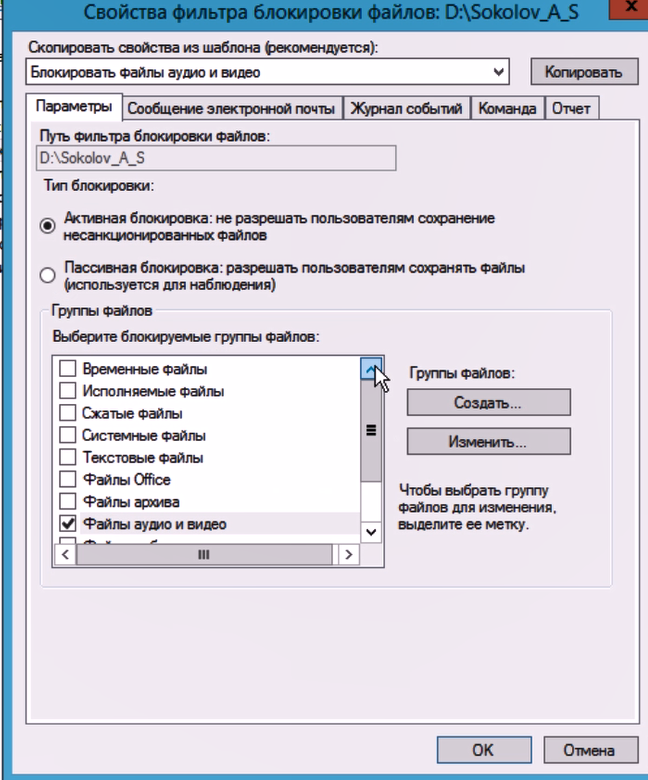 Свойства фильтра блокировки файлов: D:\Sokolov_A_S
x
Скопировать свойства из шаблона (рекомендуется):
Блокировать файлы аудио и видео
Копировать
Параметры
Сообщение электронной почты
Журнал событий
Команда
Отчет
Путь фильтра блокировки файлов:
D:\Sokolov_A_S
Тип блокировки:
Активная блокировка: не разрешать пользователям сохранение
несанкционированных файлов
Пассивная блокировка: разрешать пользователям сохранять файлы
(используется для наблюдения)
Группы файлов
Выберите блокируемые группы файлов:
Временные файлы
Исполняемые файлы
Сжатые файлы
Системные файлы
Текстовые файлы
Файлы Office
Файлы архива
Файлы аудио и видео
Группы файлов:
Создать...
Изменить...
Чтобы выбрать группу
файлов для изменения,
выделите ее метку.
OK
Отмена